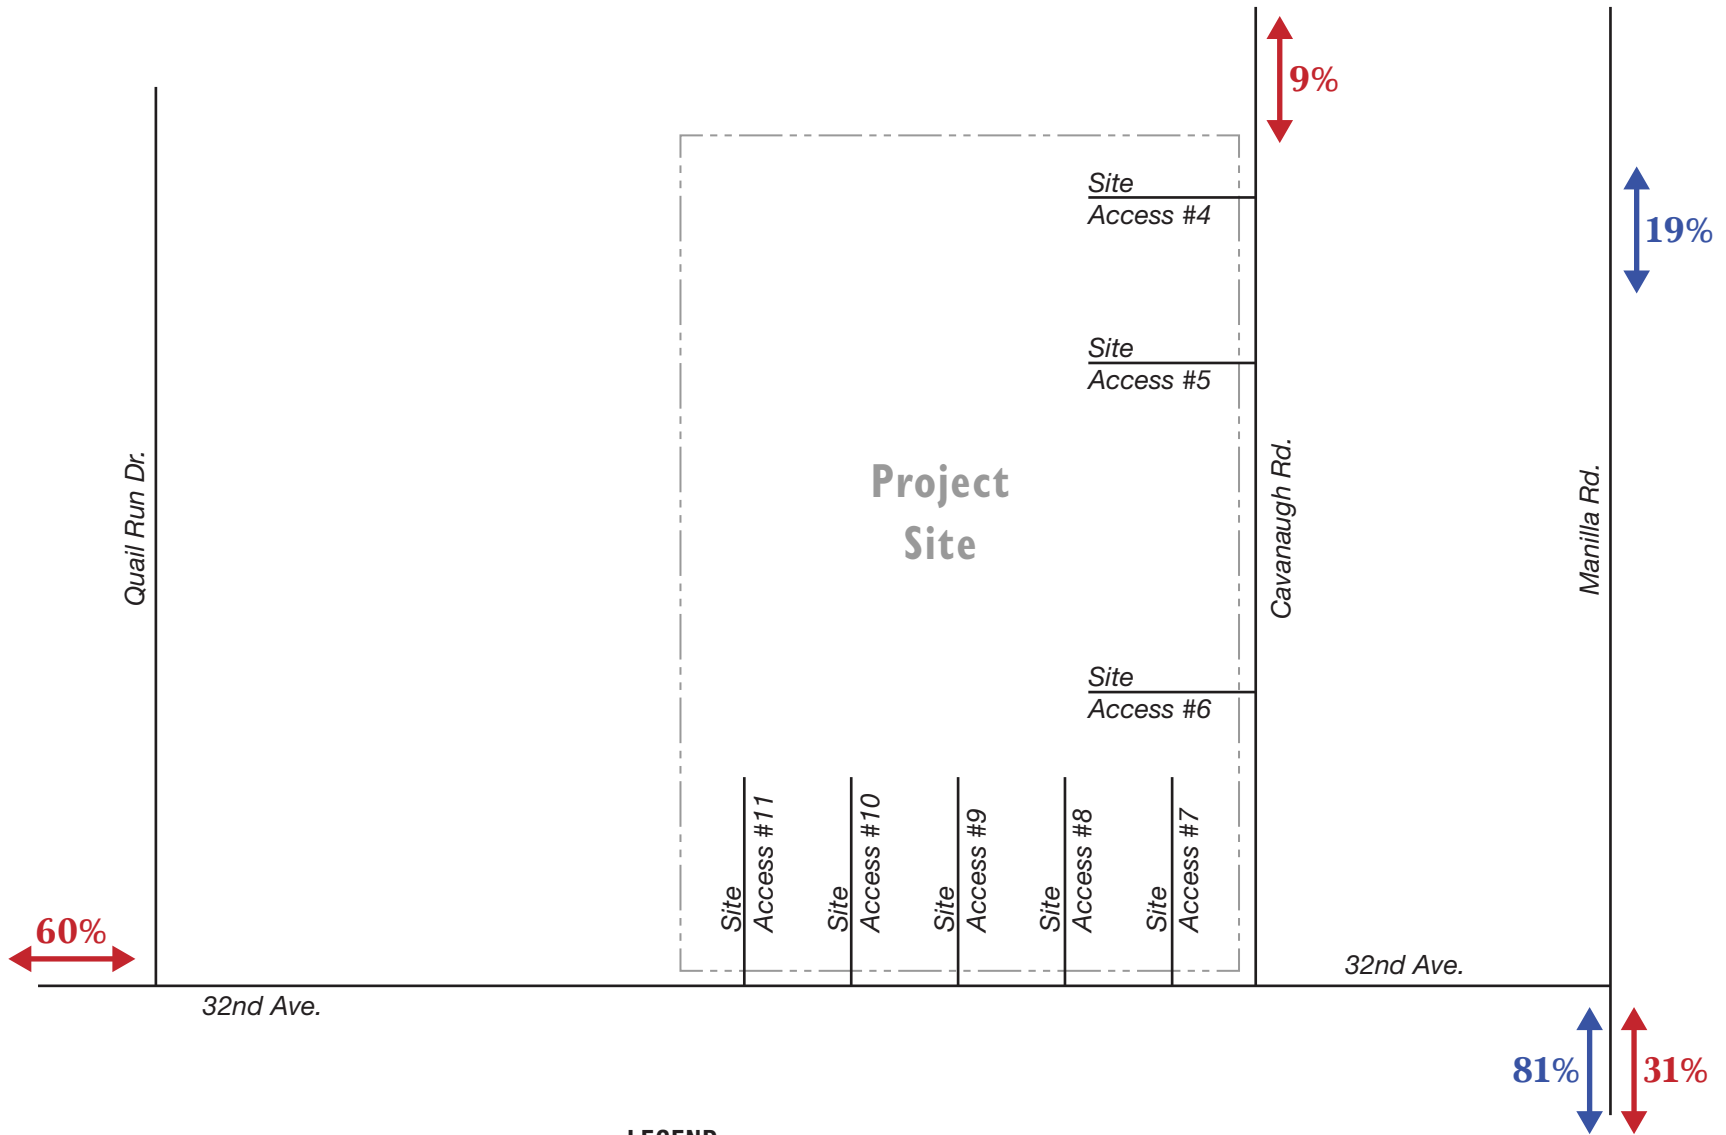 9%
Site
Access #4
19%
Site
Access #5
Quail Run Dr.
Project
Site
Cavanaugh Rd.
Manilla Rd.
Site
Access #6
Site
Access #11
Site
Access #10
Site
Access #9
Site
Access #8
Site
Access #7
60%
32nd Ave.
32nd Ave.
81%
31%
LEGEND